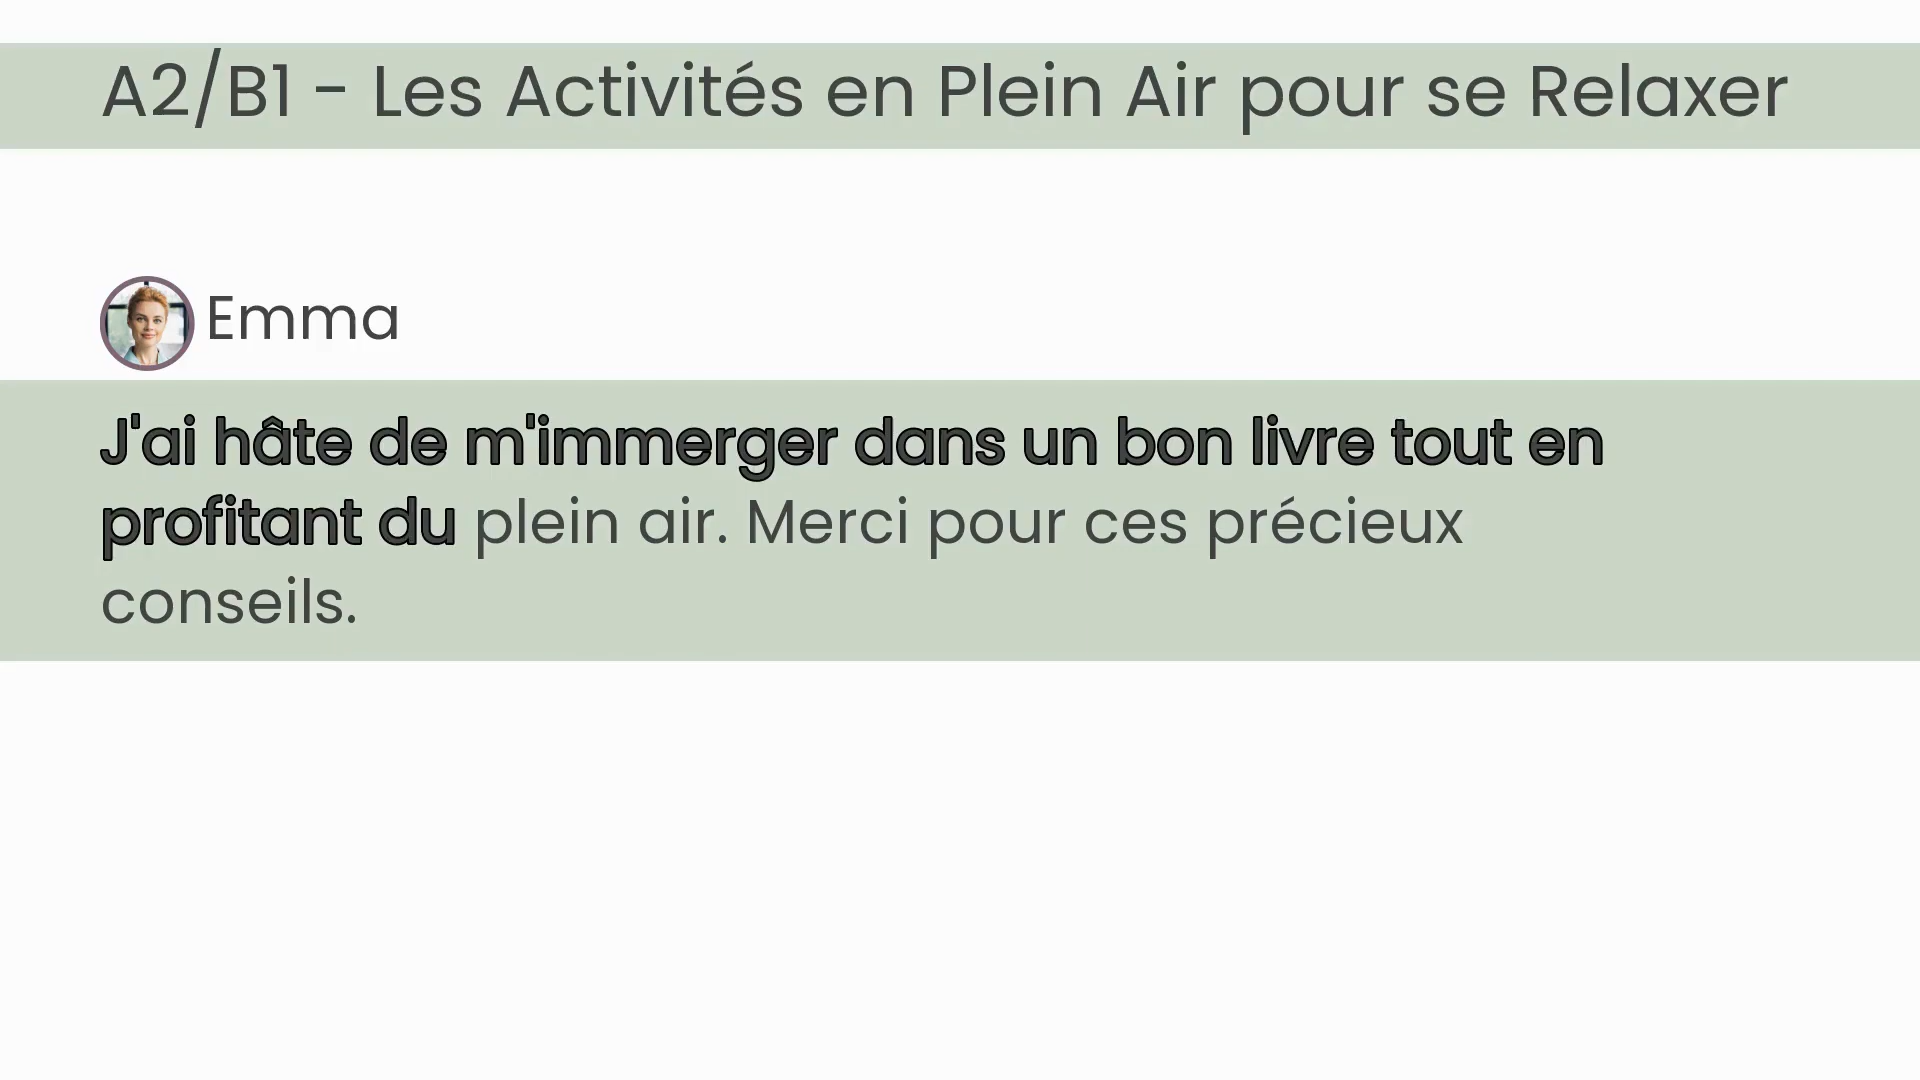 A2/B1 - Les Activités en Plein Air pour se Relaxer
Emma
J'ai hâte de m'immerger dans un bon livre tout en
profitant du plein air. Merci pour ces précieux
conseils.